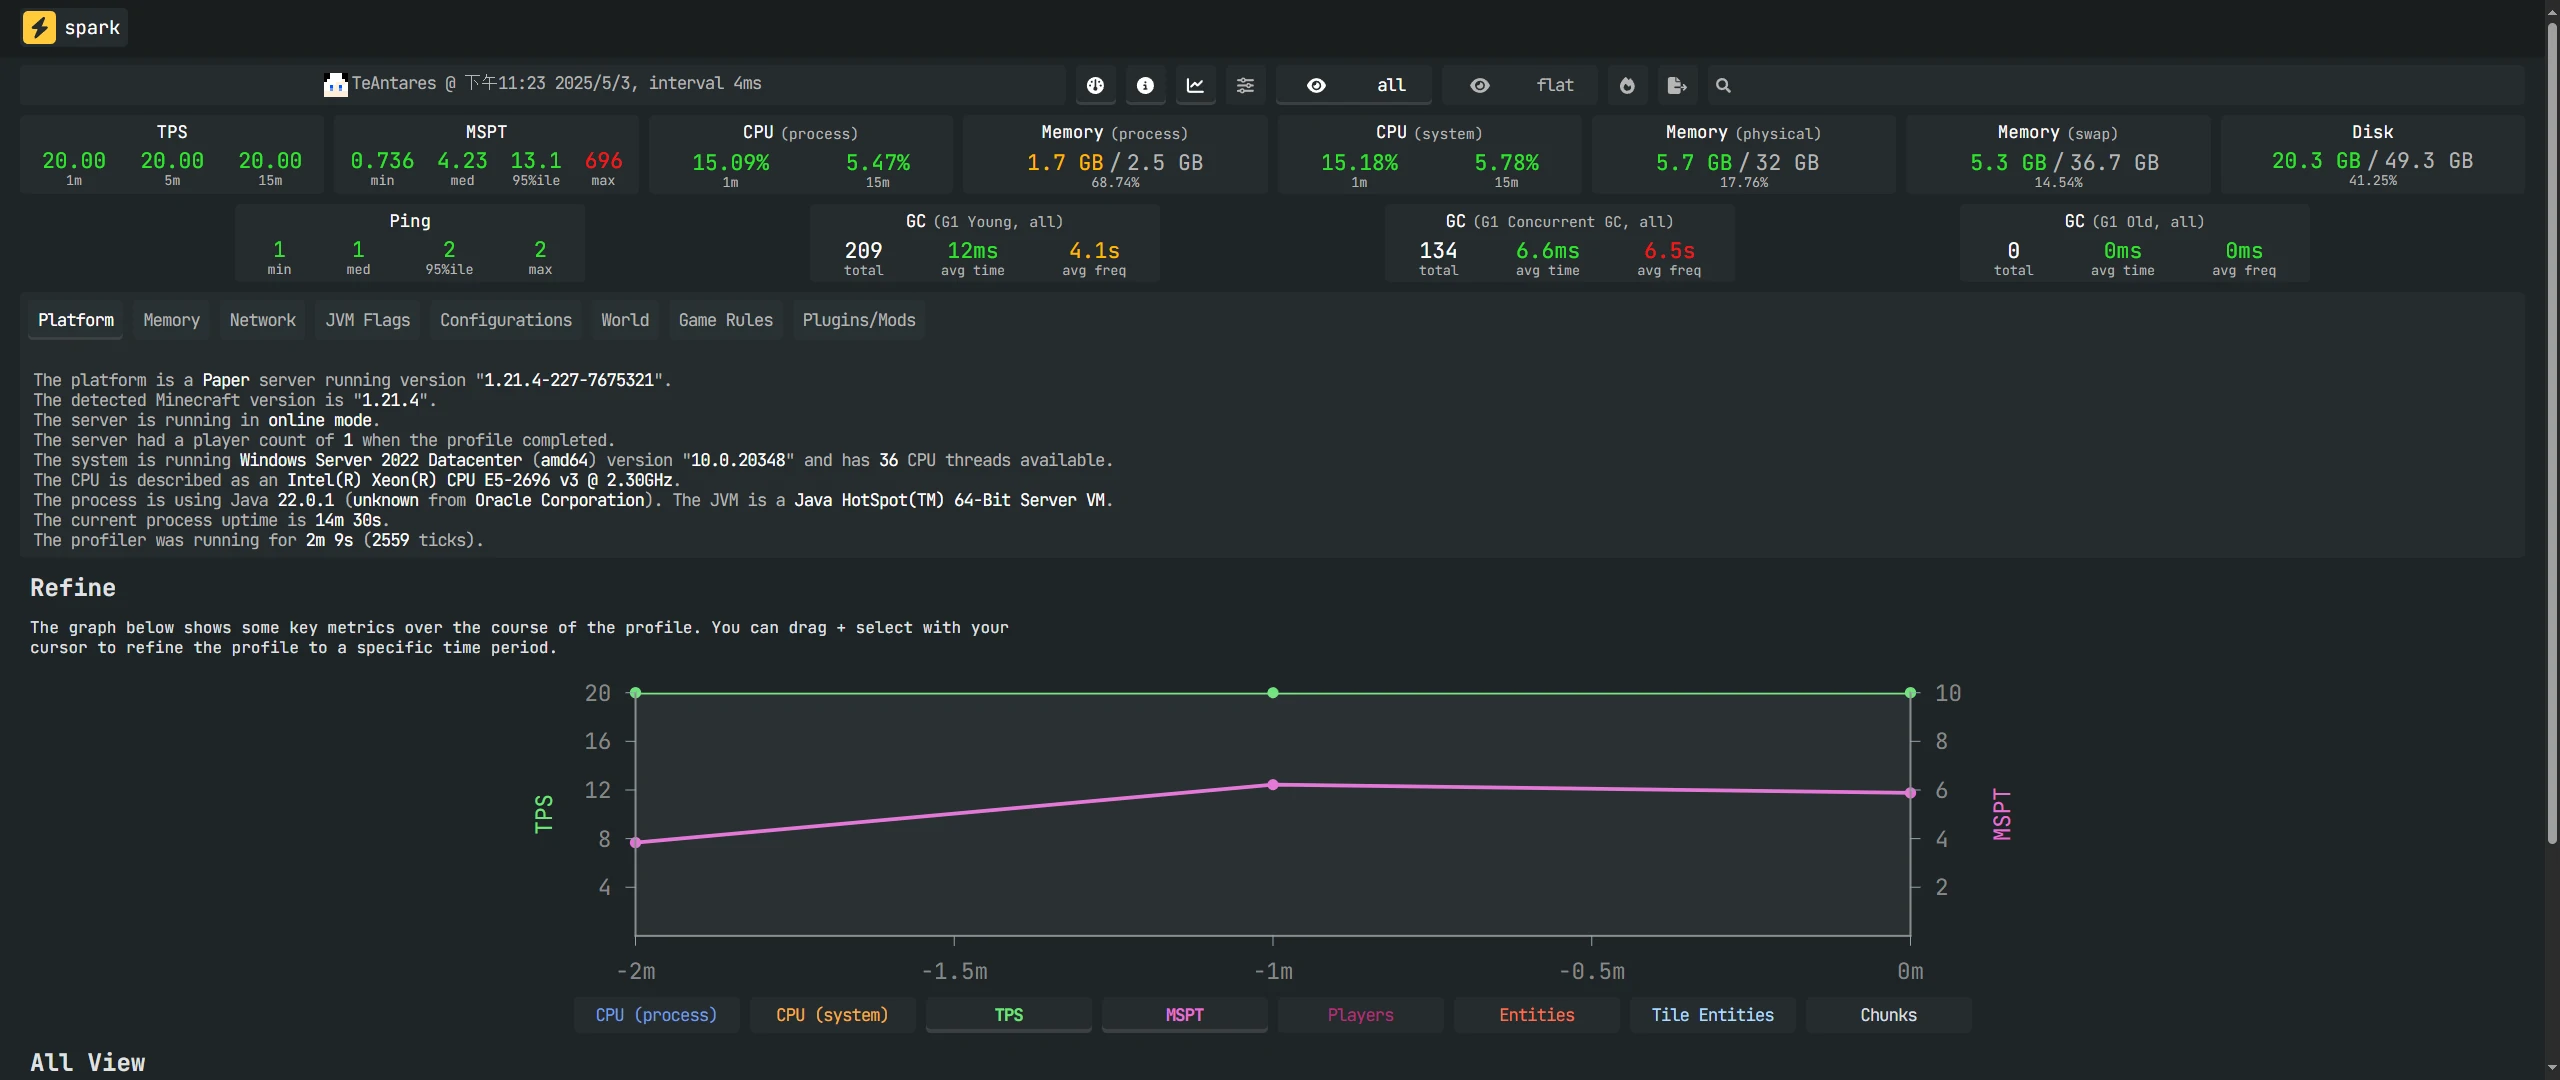 spark
TeAntares @ 下午11:23 2025/5/3, interval 4ms
all
flat
TPS
20.00 20.00 20.00
1m 5m 15m
MSPT
0.736 4.23 13.1 696
min med 95%ile max
CPU (process)
15.09% 5.47%
1m 15m
Memory (process)
1.7 GB/2.5 GB
68.74%
CPU (system)
15.18% 5.78%
1m 15m
Memory (physical)
5.7 GB/32 GB
17.76%
Memory (swap)
5.3 GB/36.7 GB
14.54%
Disk
20.3 GB/49.3 GB
41.25%
Ping
1 1 2 2
min med 95%ile max
GC (G1 Young, all)
209 12ms 4.1s
total avg time avg freq
GC (G1 Concurrent GC, all)
134 6.6ms 6.5s
total avg time avg freq
GC (G1 Old, all)
0 0ms 0ms
total avg time avg freq
Platform Memory Network JVM Flags Configurations World Game Rules Plugins/Mods
The platform is a Paper server running version "1.21.4-227-7675321".
The detected Minecraft version is "1.21.4".
The server is running in online mode.
The server had a player count of 1 when the profile completed.
The system is running Windows Server 2022 Datacenter (amd64) version "10.0.20348" and has 36 CPU threads available.
The CPU is described as an Intel(R) Xeon(R) CPU E5-2696 v3 @ 2.30GHz.
The process is using Java 22.0.1 (unknown from Oracle Corporation). The JVM is a Java HotSpot(TM) 64-Bit Server VM.
The current process uptime is 14m 30s.
The profiler was running for 2m 9s (2559 ticks).
Refine
The graph below shows some key metrics over the course of the profile. You can drag + select with your
cursor to refine the profile to a specific time period.
20
16
12
8
4
TPS
10
8
6
4
2
MSPT
-2m -1.5m -1m -0.5m 0m
CPU (process) CPU (system) TPS MSPT Players Entities Tile Entities Chunks
All View